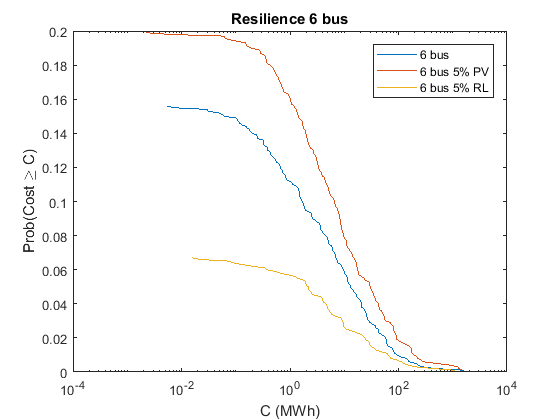 Resilience 6 bus
6 bus
6 bus 5% PV
6 bus 5% RL
Prob(Cost ≥ C)
0.2
0.18
0.16
0.14
0.12
0.1
0.08
0.06
0.04
0.02
0
10⁻⁴
10⁻²
10⁰
10²
10⁴
C (MWh)